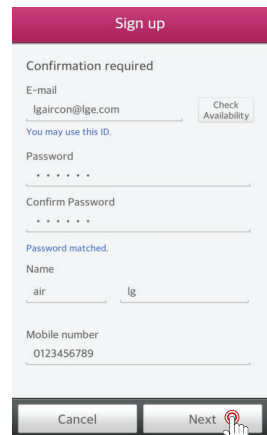 Sign up
Confirmation required
E-mail
lgaircon@lge.com
Check
Availability
You may use this ID.
Password
• • • • • •
Confirm Password
• • • • • •
Password matched.
Name
air lg
Mobile number
0123456789
Cancel Next